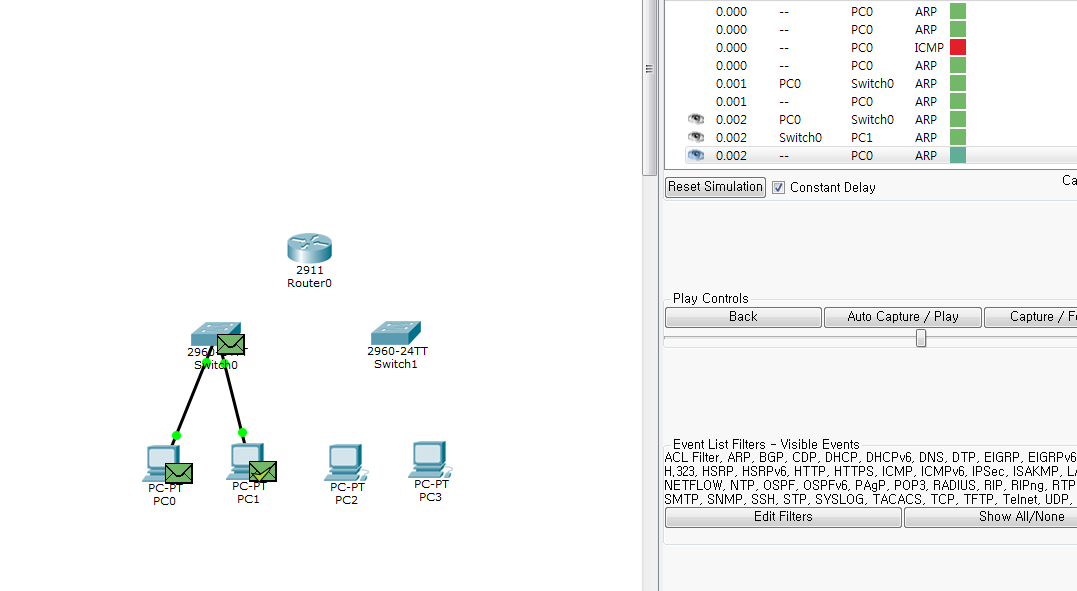 0.000 -- PC0 ARP
0.000 -- PC0 ARP
0.000 -- PC0 ICMP
0.000 -- PC0 ARP
0.001 PC0 Switch0 ARP
0.001 -- PC0 ARP
0.002 PC0 Switch0 ARP
0.002 Switch0 PC1 ARP
0.002 -- PC0 ARP
Reset Simulation Constant Delay Ca
Play Controls
Back Auto Capture / Play Capture / F
Event List Filters - Visible Events
ACL Filter, ARP, BGP, CDP, DHCP, DHCPv6, DNS, DTP, EIGRP, EIGRPv6
H.323, HSRP, HSRPv6, HTTP, HTTPS, ICMP, ICMPv6, IPSec, ISAKMP, LA
NETFLOW, NTP, OSPF, OSPFv6, PAgP, POP3, RADIUS, RIP, RIPng, RTP
SMTP, SNMP, SSH, STP, SYSLOG, TACACS, TCP, TFTP, Telnet, UDP,
Edit Filters Show All/None
2911
Router0
2960 TT
Switch0
2960-24TT
Switch1
PC-PT
PC0
PC-PT
PC1
PC-PT
PC2
PC-PT
PC3